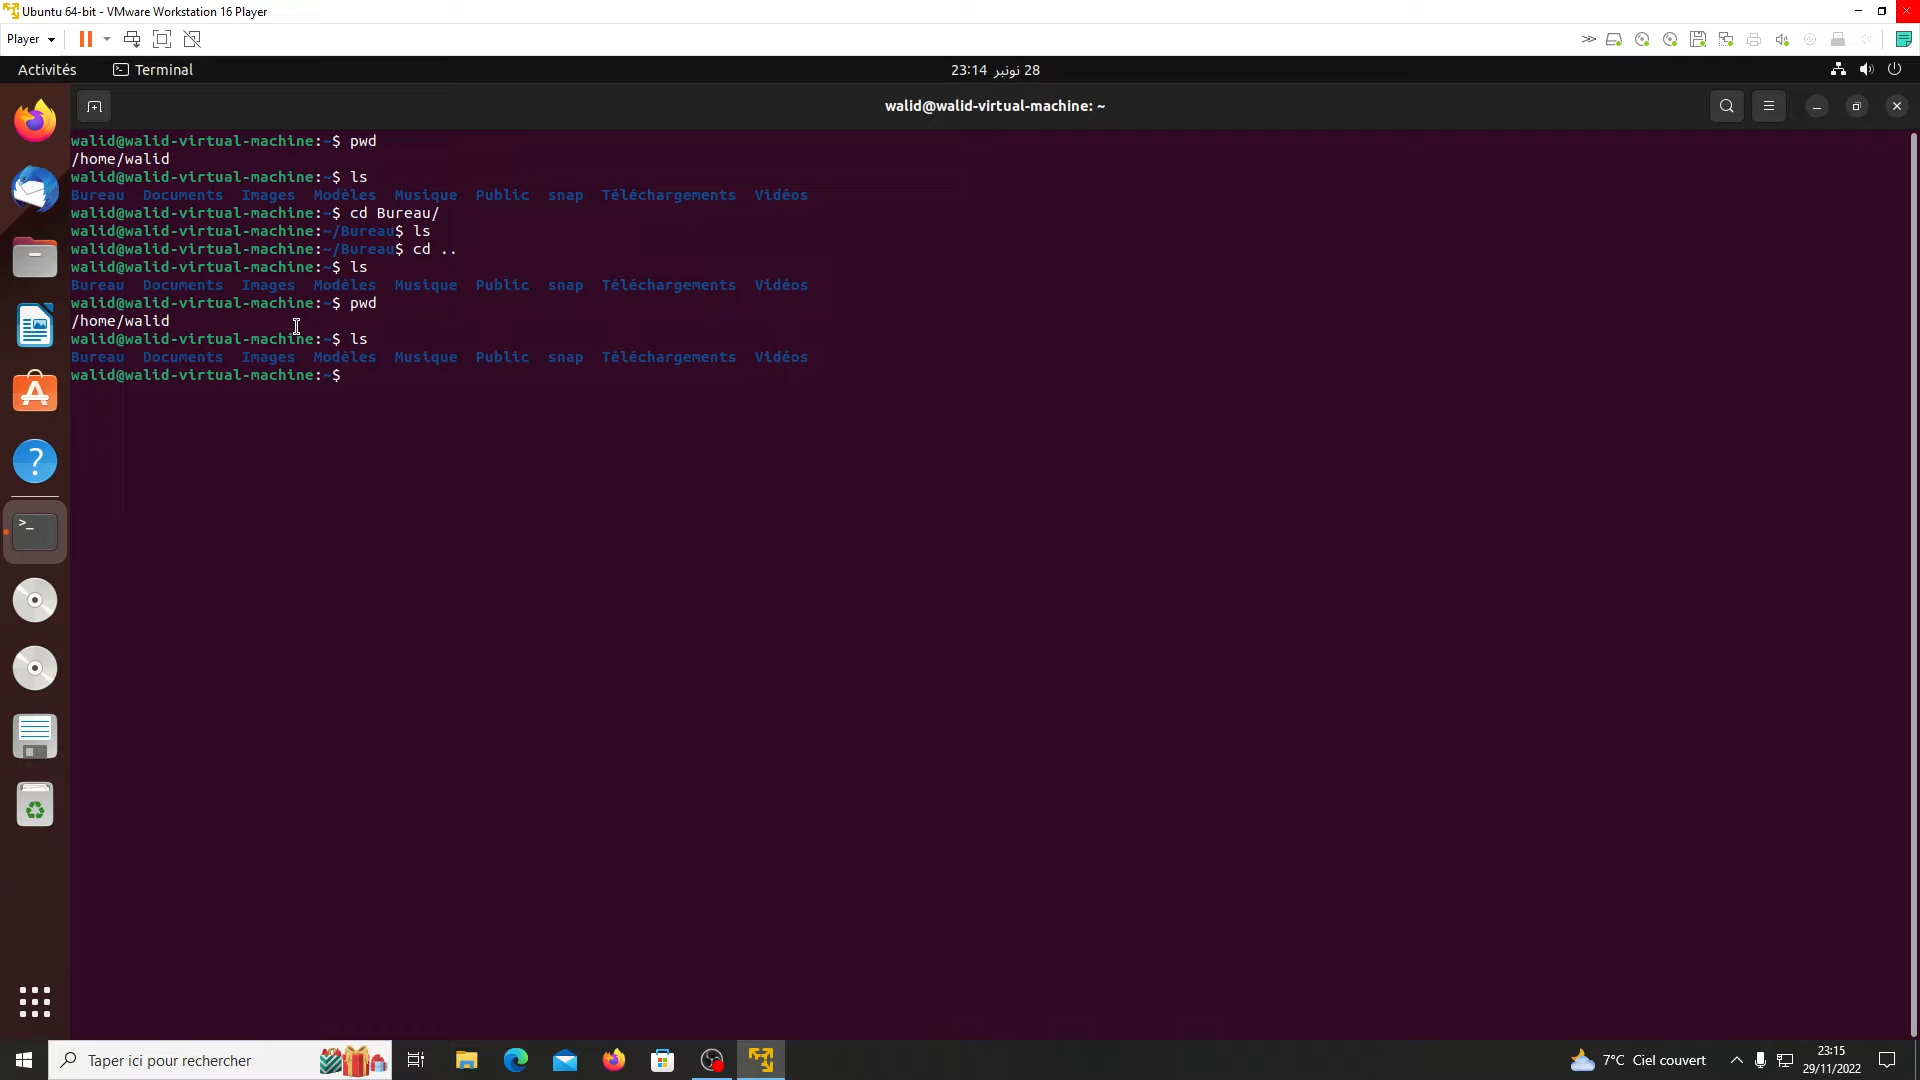 Ubuntu 64-bit - VMware Workstation 16 Player
Player
Activités Terminal 28 نونبر 23:14
walid@walid-virtual-machine: ~
walid@walid-virtual-machine:~$ pwd
/home/walid
walid@walid-virtual-machine:~$ ls
Bureau Documents Images Modèles Musique Public snap Téléchargements Vidéos
walid@walid-virtual-machine:~$ cd Bureau/
walid@walid-virtual-machine:~/Bureau$ ls
walid@walid-virtual-machine:~/Bureau$ cd ..
walid@walid-virtual-machine:~$ ls
Bureau Documents Images Modèles Musique Public snap Téléchargements Vidéos
walid@walid-virtual-machine:~$ pwd
/home/walid
walid@walid-virtual-machine:~$ ls
Bureau Documents Images Modèles Musique Public snap Téléchargements Vidéos
walid@walid-virtual-machine:~$
Taper ici pour rechercher
7°C Ciel couvert
23:15
29/11/2022